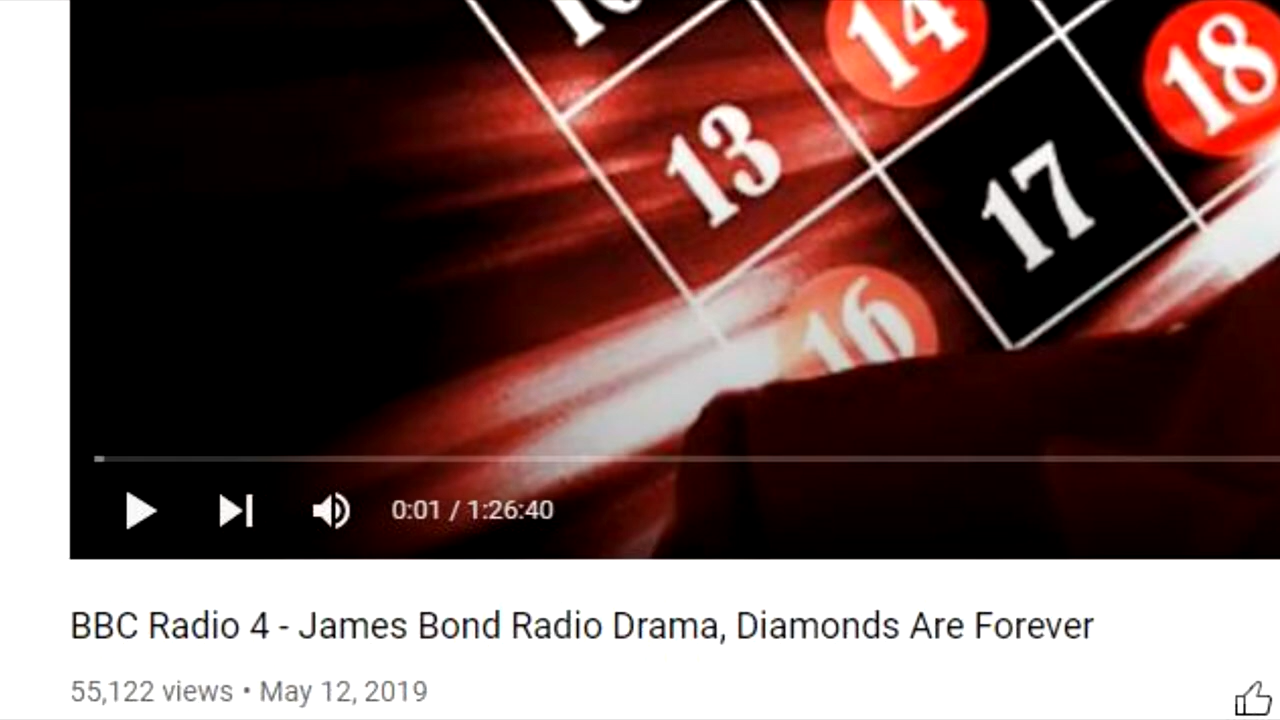 14
18
13
17
16
0:01 / 1:26:40
BBC Radio 4 - James Bond Radio Drama, Diamonds Are Forever
55,122 views • May 12, 2019